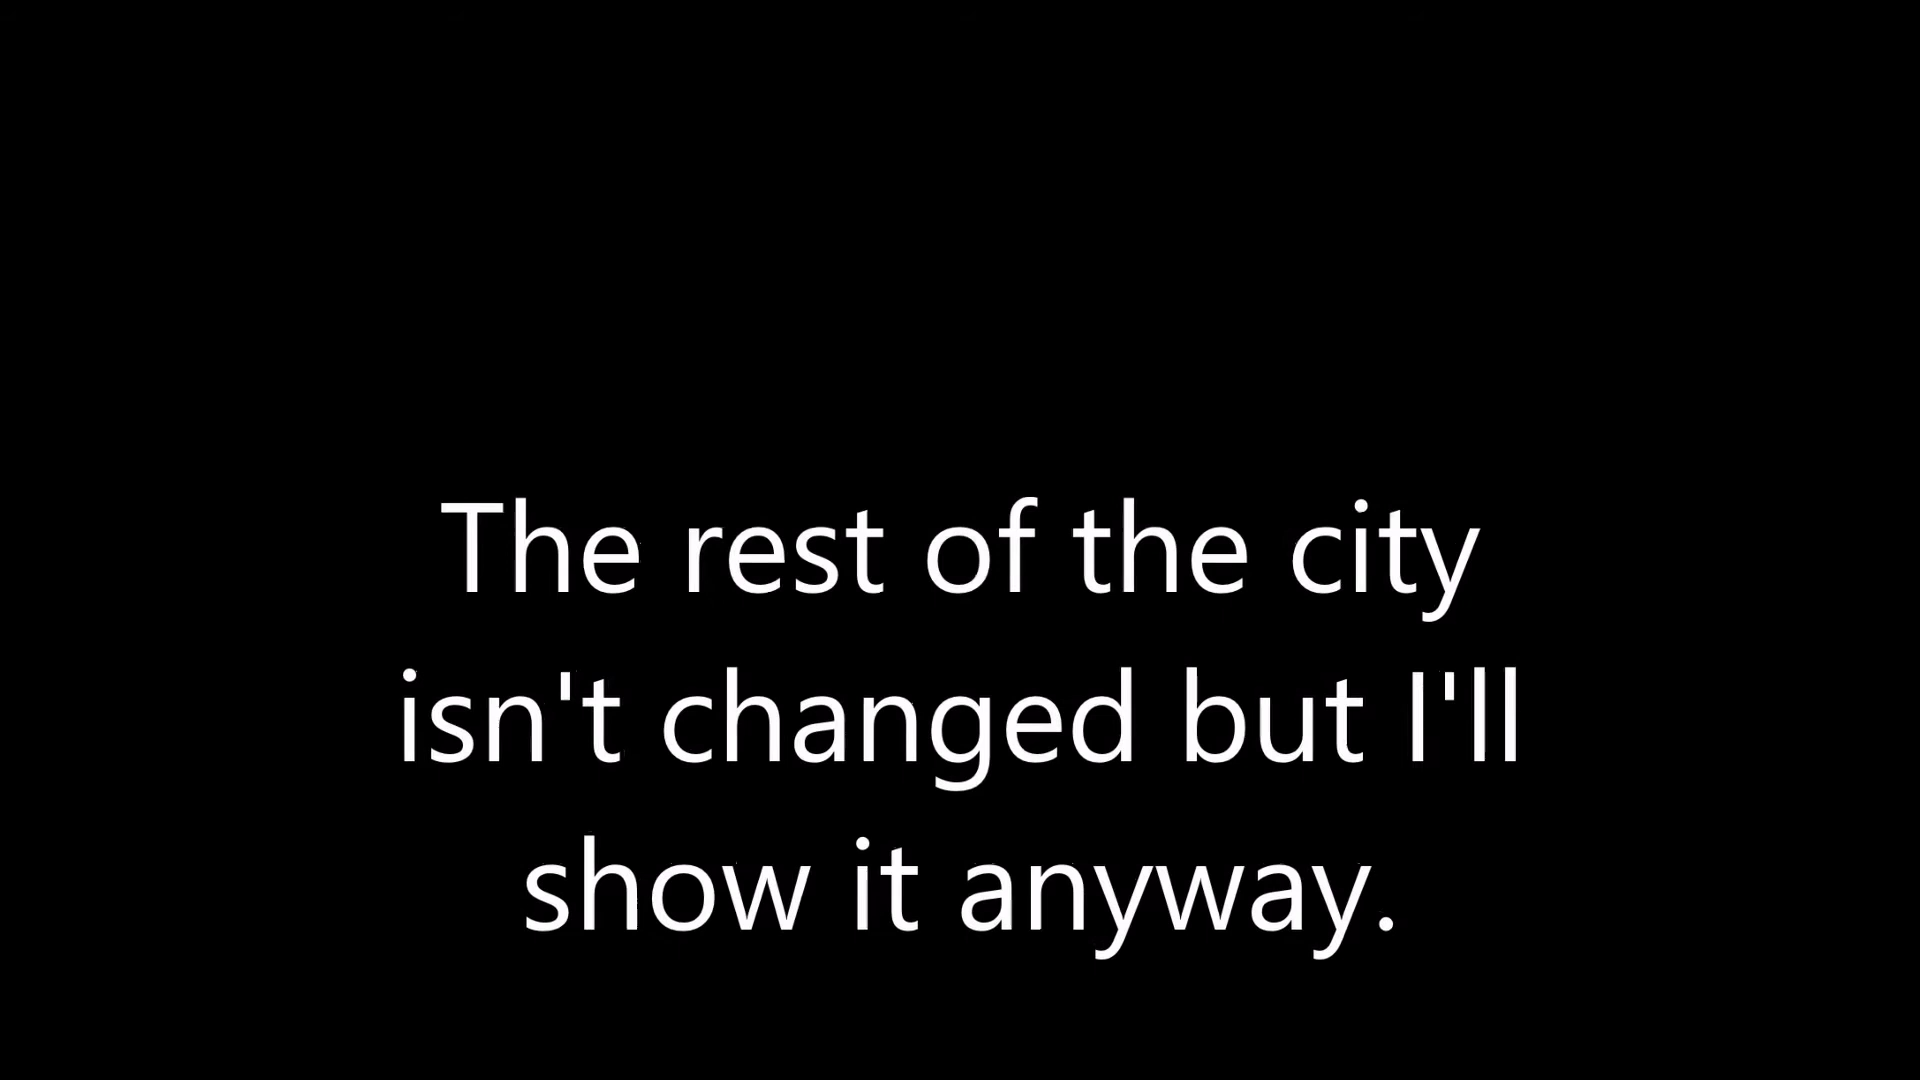 The rest of the city
isn't changed but I'll
show it anyway.